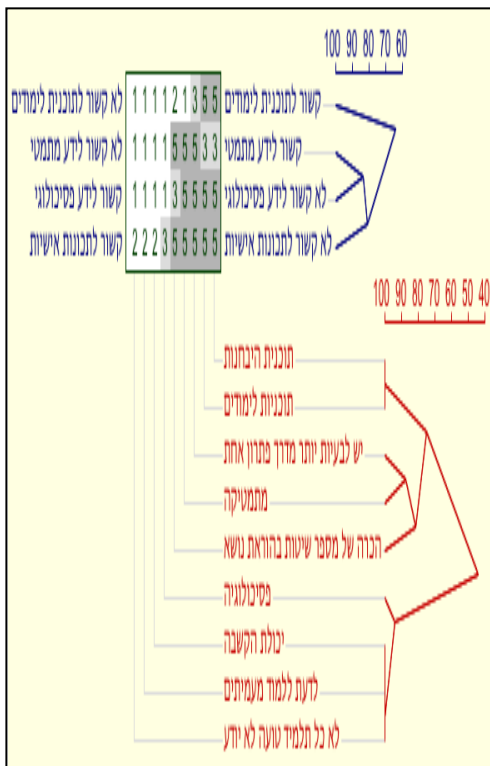 100 90 80 70 60
לא קשור לתוכנית לימודים 1 1 1 1 2 1 3 5 5 קשור לתוכנית לימודים
לא קשור לידע מתמטי 1 1 1 1 5 5 5 3 3 קשור לידע מתמטי
קשור לידע פסיכולוגי 1 1 1 1 3 5 5 5 5 לא קשור לידע פסיכולוגי
קשור לתכונות אישיות 2 2 2 3 5 5 5 5 5 לא קשור לתכונות אישיות
100 90 80 70 60 50 40
תוכנית היבחנות
תוכניות לימודים
יש לבעיות יותר מדרך פתרון אחת
מתמטיקה
הכרה של מספר שיטות בהוראת נושא
פסיכולוגיה
יכולת הקשבה
לדעת ללמוד מעמיתים
לא כל תלמיד טועה לא יודע